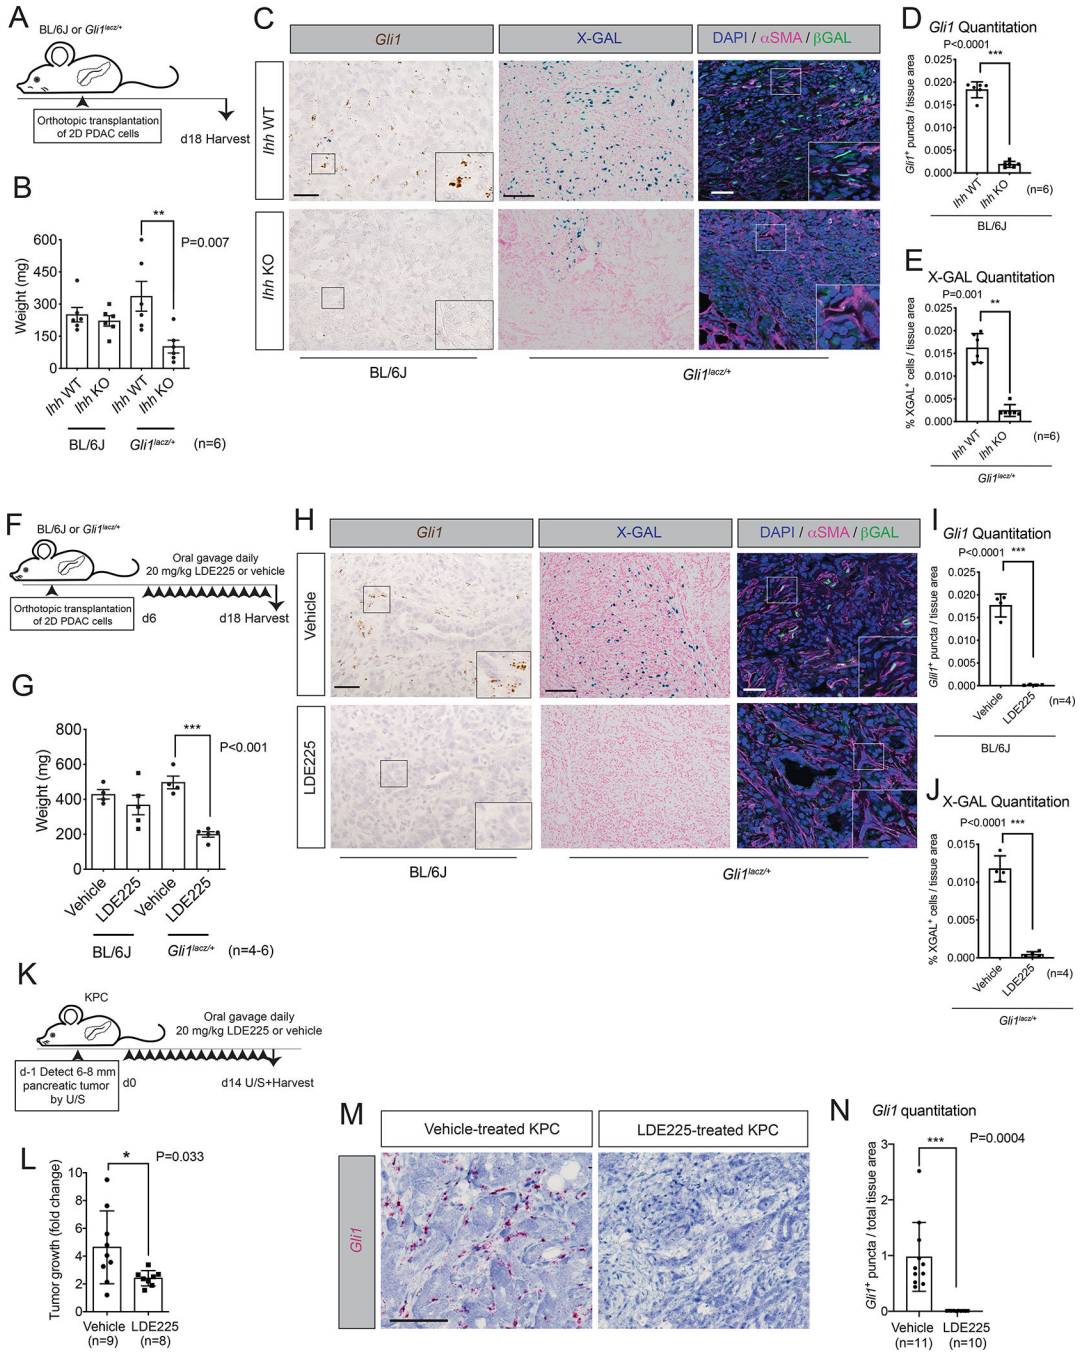 A
BL/6J or Gli1lacz/+
Orthotopic transplantation
of 2D PDAC cells
d18 Harvest
B
Weight (mg)
600
450
300
150
0
**
P=0.007
Ihh WT
Ihh KO
Ihh WT
Ihh KO
BL/6J
Gli1lacz/+
(n=6)
C
Gli1
X-GAL
DAPI / αSMA / βGAL
Ihh WT
Ihh KO
BL/6J
Gli1lacz/+
D
Gli1 Quantitation
P<0.0001
***
Gli1+ puncta / tissue area
0.025
0.020
0.015
0.010
0.005
0.000
Ihh WT
Ihh KO
(n=6)
BL/6J
E
X-GAL Quantitation
P=0.001
**
% XGAL+ cells / tissue area
0.025
0.020
0.015
0.010
0.005
0.000
Ihh WT
Ihh KO
(n=6)
Gli1lacz/+
F
BL/6J or Gli1lacz/+
Oral gavage daily
20 mg/kg LDE225 or vehicle
Orthotopic transplantation
of 2D PDAC cells
d6
d18 Harvest
G
Weight (mg)
800
600
400
200
0
***
P<0.001
Vehicle
LDE225
Vehicle
LDE225
BL/6J
Gli1lacz/+
(n=4-6)
H
Gli1
X-GAL
DAPI / αSMA / βGAL
Vehicle
LDE225
BL/6J
Gli1lacz/+
I
Gli1 Quantitation
P<0.0001
***
Gli1+ puncta / tissue area
0.025
0.020
0.015
0.010
0.005
0.000
Vehicle
LDE225
(n=4)
BL/6J
J
X-GAL Quantitation
P<0.0001
***
% XGAL+ cells / tissue area
0.015
0.010
0.005
0.000
Vehicle
LDE225
(n=4)
Gli1lacz/+
K
KPC
Oral gavage daily
20 mg/kg LDE225 or vehicle
d-1 Detect 6-8 mm
pancreatic tumor
by U/S
d0
d14 U/S+Harvest
L
Tumor growth (fold change)
10
8
6
4
2
0
*
P=0.033
Vehicle
(n=9)
LDE225
(n=8)
M
Vehicle-treated KPC
LDE225-treated KPC
Gli1
N
Gli1 quantitation
***
P=0.0004
Gli1+ puncta / total tissue area
3
2
1
0
Vehicle
(n=11)
LDE225
(n=10)